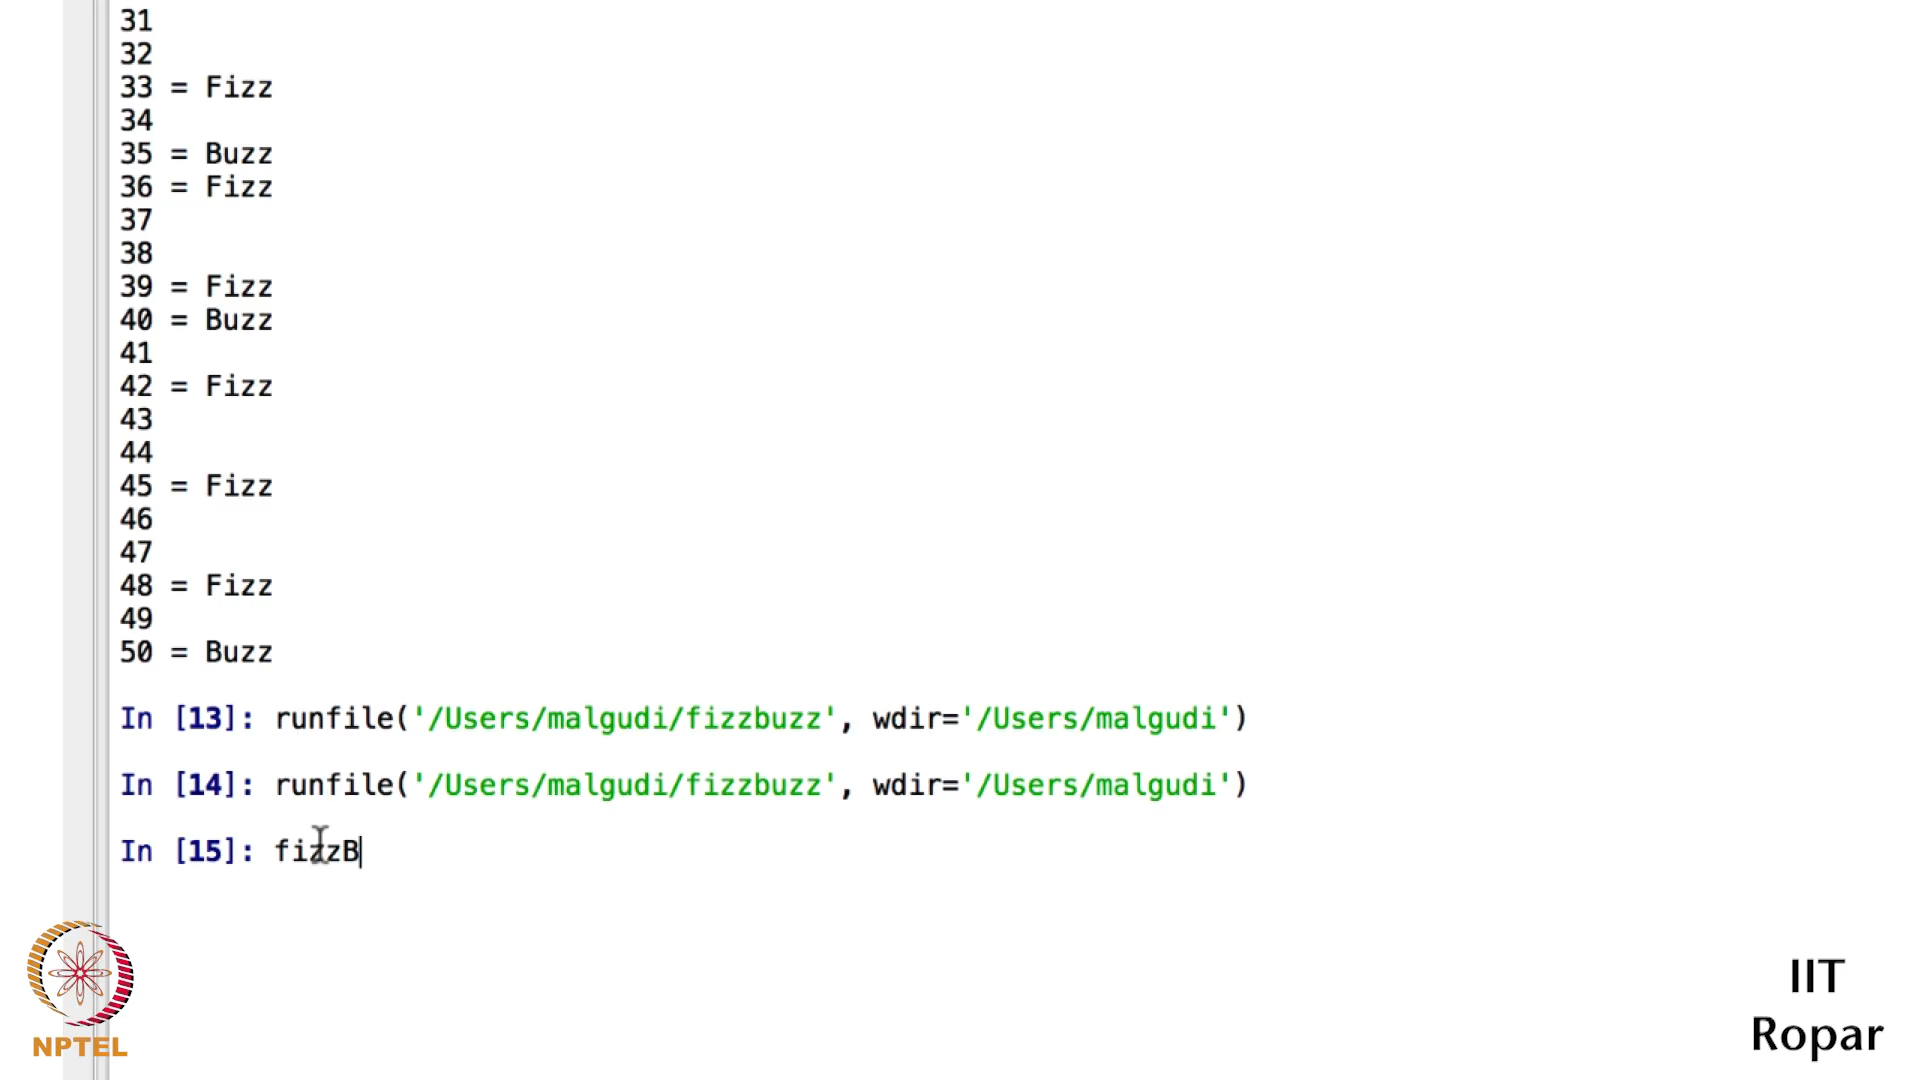 31
32
33 = Fizz
34
35 = Buzz
36 = Fizz
37
38
39 = Fizz
40 = Buzz
41
42 = Fizz
43
44
45 = Fizz
46
47
48 = Fizz
49
50 = Buzz
In [13]: runfile('/Users/malgudi/fizzbuzz', wdir='/Users/malgudi')
In [14]: runfile('/Users/malgudi/fizzbuzz', wdir='/Users/malgudi')
In [15]: fizzB
NPTEL
IIT
Ropar